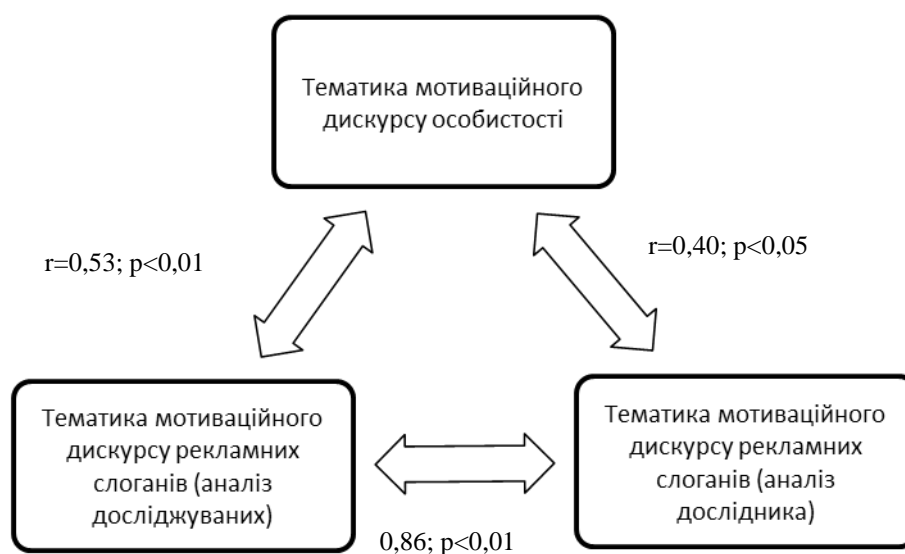 Тематика мотиваційного
дискурсу особистості
r=0,53; p<0,01
r=0,40; p<0,05
Тематика мотиваційного
дискурсу рекламних
слоганів (аналіз
досліджуваних)
Тематика мотиваційного
дискурсу рекламних
слоганів (аналіз
дослідника)
0,86; p<0,01